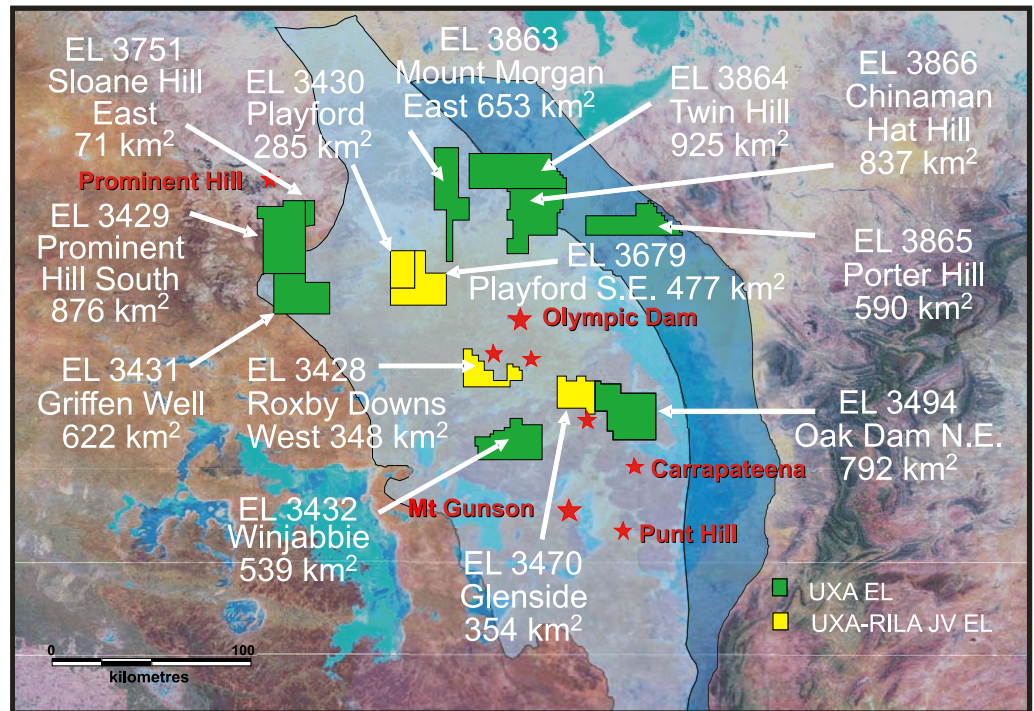 EL 3751
Sloane Hill
East
71 km²
EL 3430
Playford
285 km²
EL 3863
Mount Morgan
East 653 km²
EL 3864
Twin Hill
925 km²
EL 3866
Chinaman
Hat Hill
837 km²
Prominent Hill
EL 3429
Prominent
Hill South
876 km²
EL 3679
Playford S.E. 477 km²
EL 3865
Porter Hill
590 km²
Olympic Dam
EL 3431
Griffen Well
622 km²
EL 3428
Roxby Downs
West 348 km²
EL 3494
Oak Dam N.E.
792 km²
Carrapateena
EL 3432
Winjabbie
539 km²
Mt Gunson
Punt Hill
EL 3470
Glenside
354 km²
UXA EL
UXA-RILA JV EL
0 100
kilometres